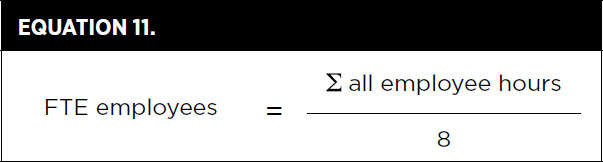 EQUATION 11.
Σ all employee hours
FTE employees =
8